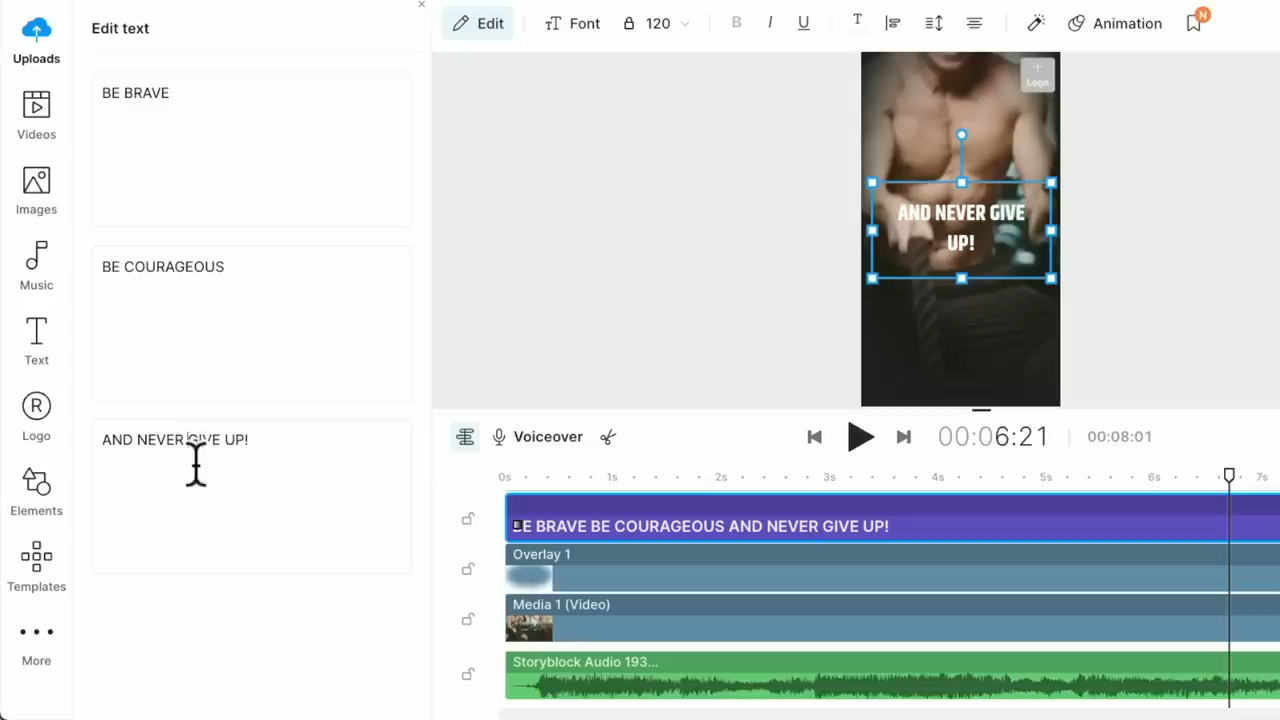 Edit text
Edit
Font
120
B
I
U
T
Animation
N
Uploads
Videos
Images
Music
Text
Logo
Elements
Templates
More
BE BRAVE
BE COURAGEOUS
AND NEVER GIVE UP!
+
Logo
AND NEVER GIVE
UP!
Voiceover
00:06:21
00:08:01
0s 1s 2s 3s 4s 5s 6s 7s
BE BRAVE BE COURAGEOUS AND NEVER GIVE UP!
Overlay 1
Media 1 (Video)
Storyblock Audio 193...